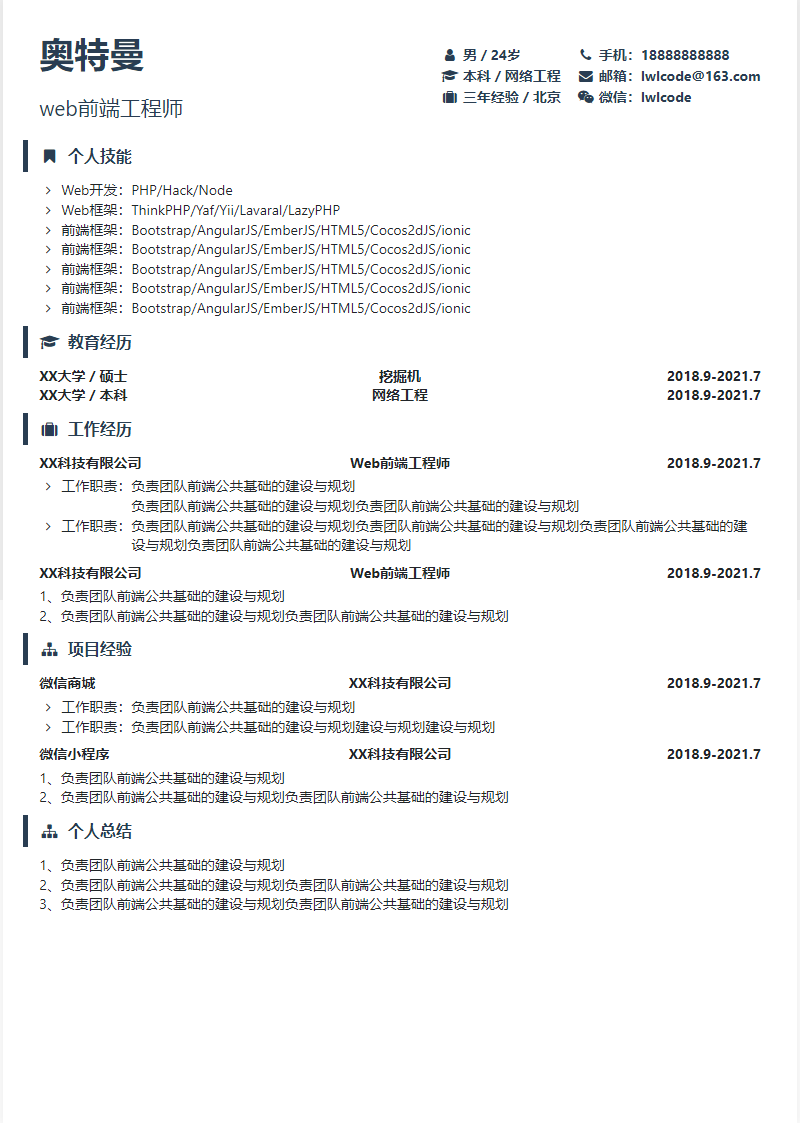 奥特曼
web前端工程师
男 / 24岁
手机：18888888888
本科 / 网络工程
邮箱：lwlcode@163.com
三年经验 / 北京
微信：lwlcode
个人技能
Web开发：PHP/Hack/Node
Web框架：ThinkPHP/Yaf/Yii/Lavaral/LazyPHP
前端框架：Bootstrap/AngularJS/EmberJS/HTML5/Cocos2dJS/ionic
前端框架：Bootstrap/AngularJS/EmberJS/HTML5/Cocos2dJS/ionic
前端框架：Bootstrap/AngularJS/EmberJS/HTML5/Cocos2dJS/ionic
前端框架：Bootstrap/AngularJS/EmberJS/HTML5/Cocos2dJS/ionic
前端框架：Bootstrap/AngularJS/EmberJS/HTML5/Cocos2dJS/ionic
教育经历
XX大学 / 硕士 挖掘机 2018.9-2021.7
XX大学 / 本科 网络工程 2018.9-2021.7
工作经历
XX科技有限公司 Web前端工程师 2018.9-2021.7
工作职责：负责团队前端公共基础的建设与规划
负责团队前端公共基础的建设与规划负责团队前端公共基础的建设与规划
工作职责：负责团队前端公共基础的建设与规划负责团队前端公共基础的建设与规划负责团队前端公共基础的建
设与规划负责团队前端公共基础的建设与规划
XX科技有限公司 Web前端工程师 2018.9-2021.7
1、负责团队前端公共基础的建设与规划
2、负责团队前端公共基础的建设与规划负责团队前端公共基础的建设与规划
项目经验
微信商城 XX科技有限公司 2018.9-2021.7
工作职责：负责团队前端公共基础的建设与规划
工作职责：负责团队前端公共基础的建设与规划建设与规划建设与规划
微信小程序 XX科技有限公司 2018.9-2021.7
1、负责团队前端公共基础的建设与规划
2、负责团队前端公共基础的建设与规划负责团队前端公共基础的建设与规划
个人总结
1、负责团队前端公共基础的建设与规划
2、负责团队前端公共基础的建设与规划负责团队前端公共基础的建设与规划
3、负责团队前端公共基础的建设与规划负责团队前端公共基础的建设与规划